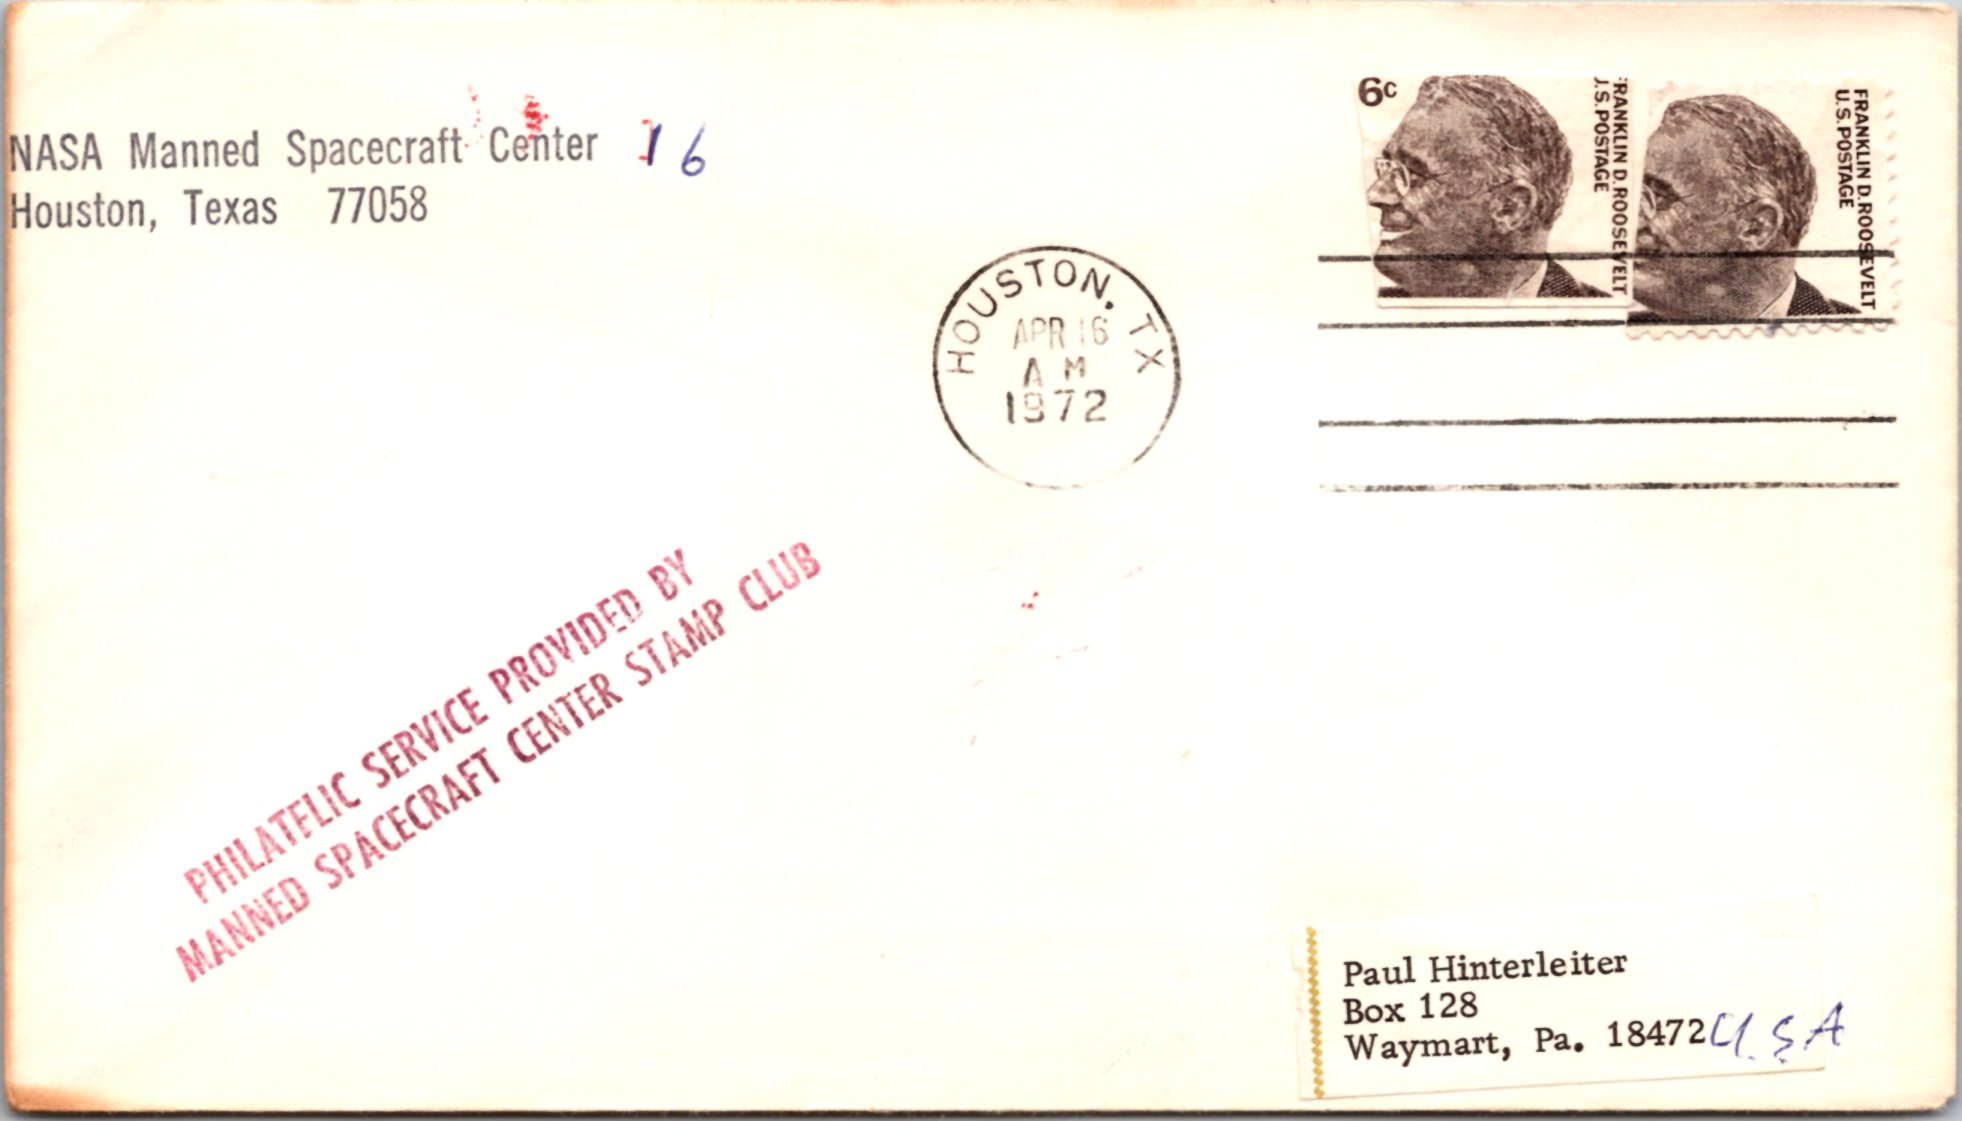 NASA Manned Spacecraft Center 16
Houston, Texas 77058
6c
FRANKLIN D. ROOSEVELT
U.S. POSTAGE
FRANKLIN D. ROOSEVELT
U.S. POSTAGE
HOUSTON, TX
APR 16
AM
1972
PHILATELIC SERVICE PROVIDED BY
MANNED SPACECRAFT CENTER STAMP CLUB
Paul Hinterleiter
Box 128
Waymart, Pa. 18472 U.S.A